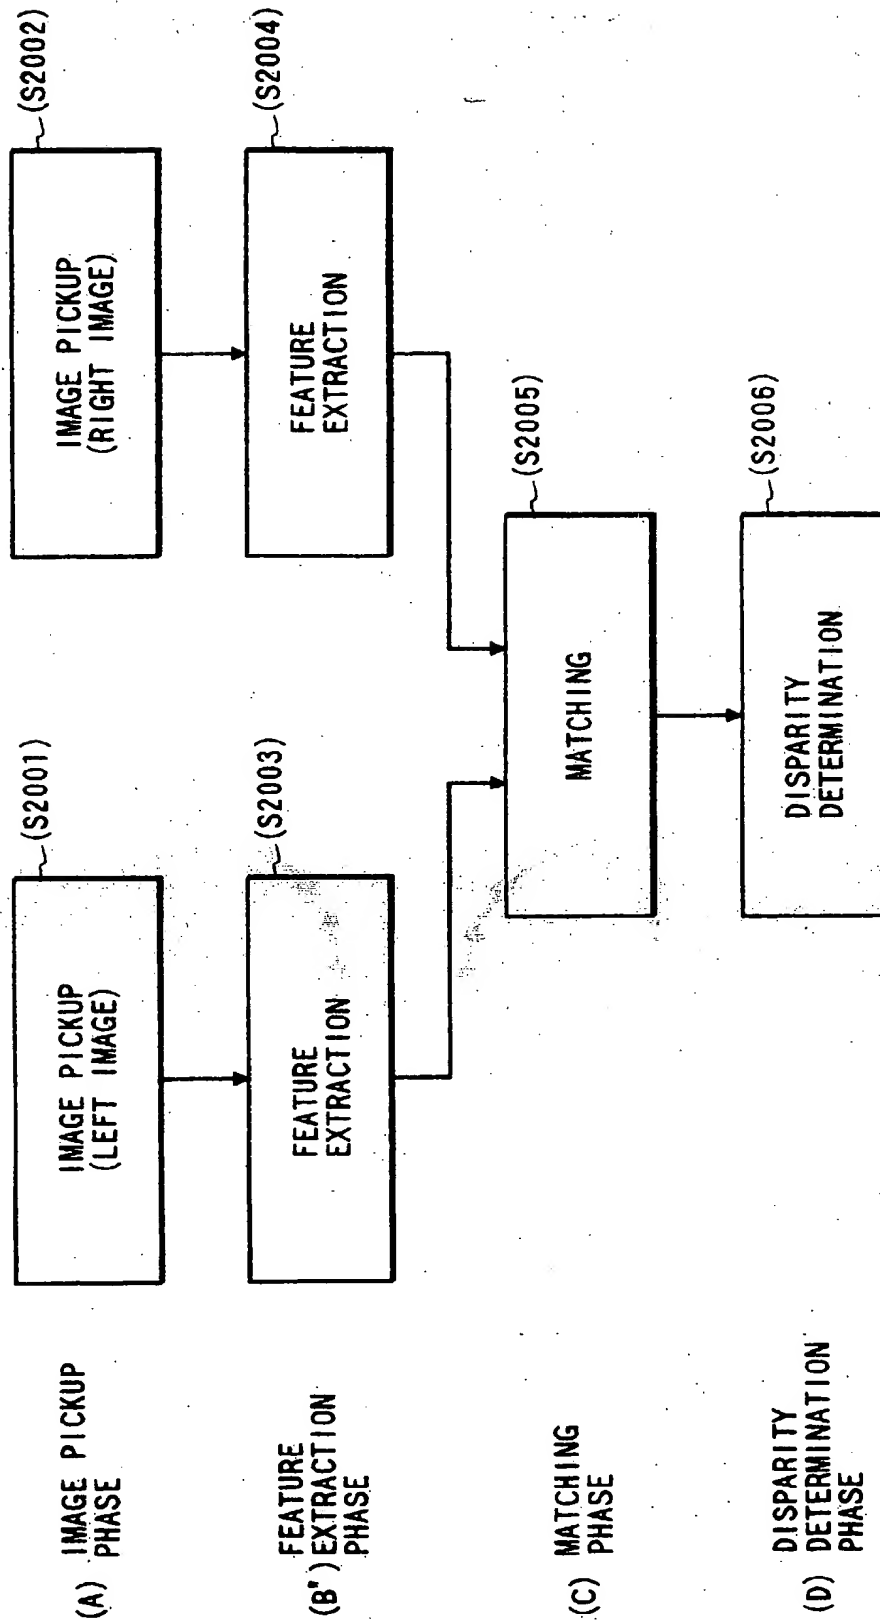 (A) IMAGE PICKUP
PHASE
IMAGE PICKUP
(LEFT IMAGE)
(S2001)
IMAGE PICKUP
(RIGHT IMAGE)
(S2002)
FEATURE
(B') EXTRACTION
PHASE
FEATURE
EXTRACTION
(S2003)
FEATURE
EXTRACTION
(S2004)
(C) MATCHING
PHASE
MATCHING
(S2005)
DISPARITY
(D) DETERMINATION
PHASE
DISPARITY
DETERMINATION
(S2006)